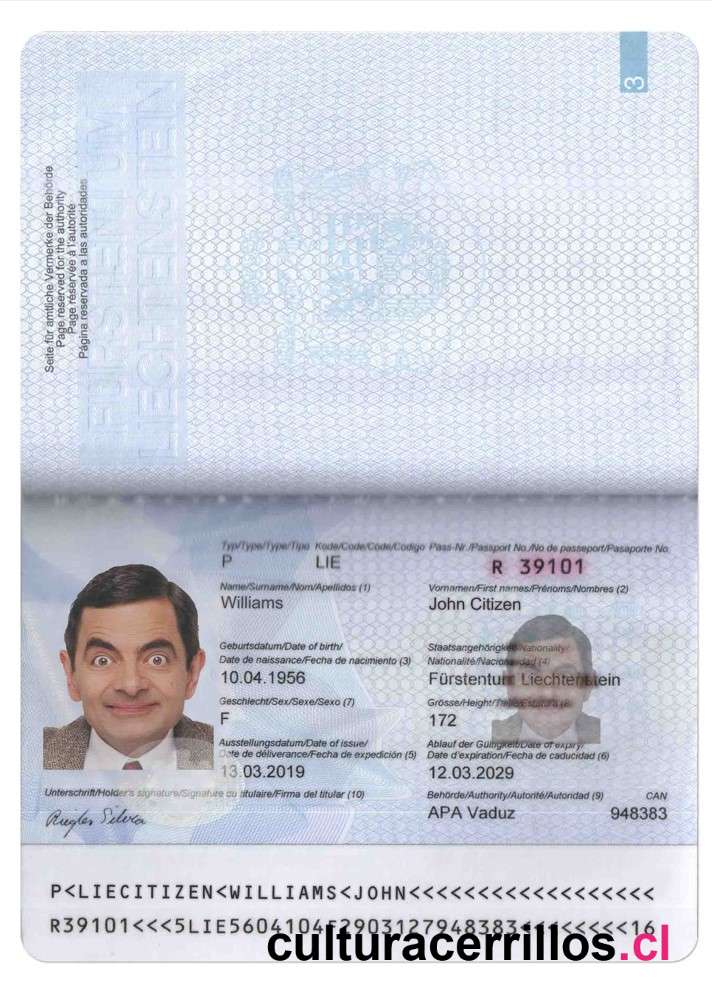 3
Seite für amtliche Vermerke der Behörde
Page reserved for the authority
Page réservée à l'autorité
Página reservada a las autoridades
FÜRSTENTUM
LIECHTENSTEIN
Typ/Type/Type/Tipo Kode/Code/Code/Código Pass-Nr./Passport No./No de passeport/Pasaporte No.
P LIE R 39101
Name/Surname/Nom/Apellidos (1) Vornamen/First names/Prénoms/Nombres (2)
Williams John Citizen
Geburtsdatum/Date of birth/ Staatsangehörigkeit/Nationality/
Date de naissance/Fecha de nacimiento (3) Nationalité/Nacionalidad (4)
10.04.1956 Fürstentum Liechtenstein
Geschlecht/Sex/Sexe/Sexo (7) Grösse/Height/Taille/Estatura
F 172
Ausstellungsdatum/Date of issue/ Ablauf der Gültigkeit/Date of expiry/
Date de délivrance/Fecha de expedición (5) Date d'expiration/Fecha de caducidad (6)
13.03.2019 12.03.2029
Unterschrift/Holder's signature/Signature du titulaire/Firma del titular (10) Behörde/Authority/Autorité/Autoridad (9) CAN
APA Vaduz 948383
P<LIECITIZEN<WILLIAMS<JOHN<<<<<<<<<<<<<<<<<<
R39101<<<5LIE5604104F2903127948383<<<<<<<<16
culturacerrillos.cl